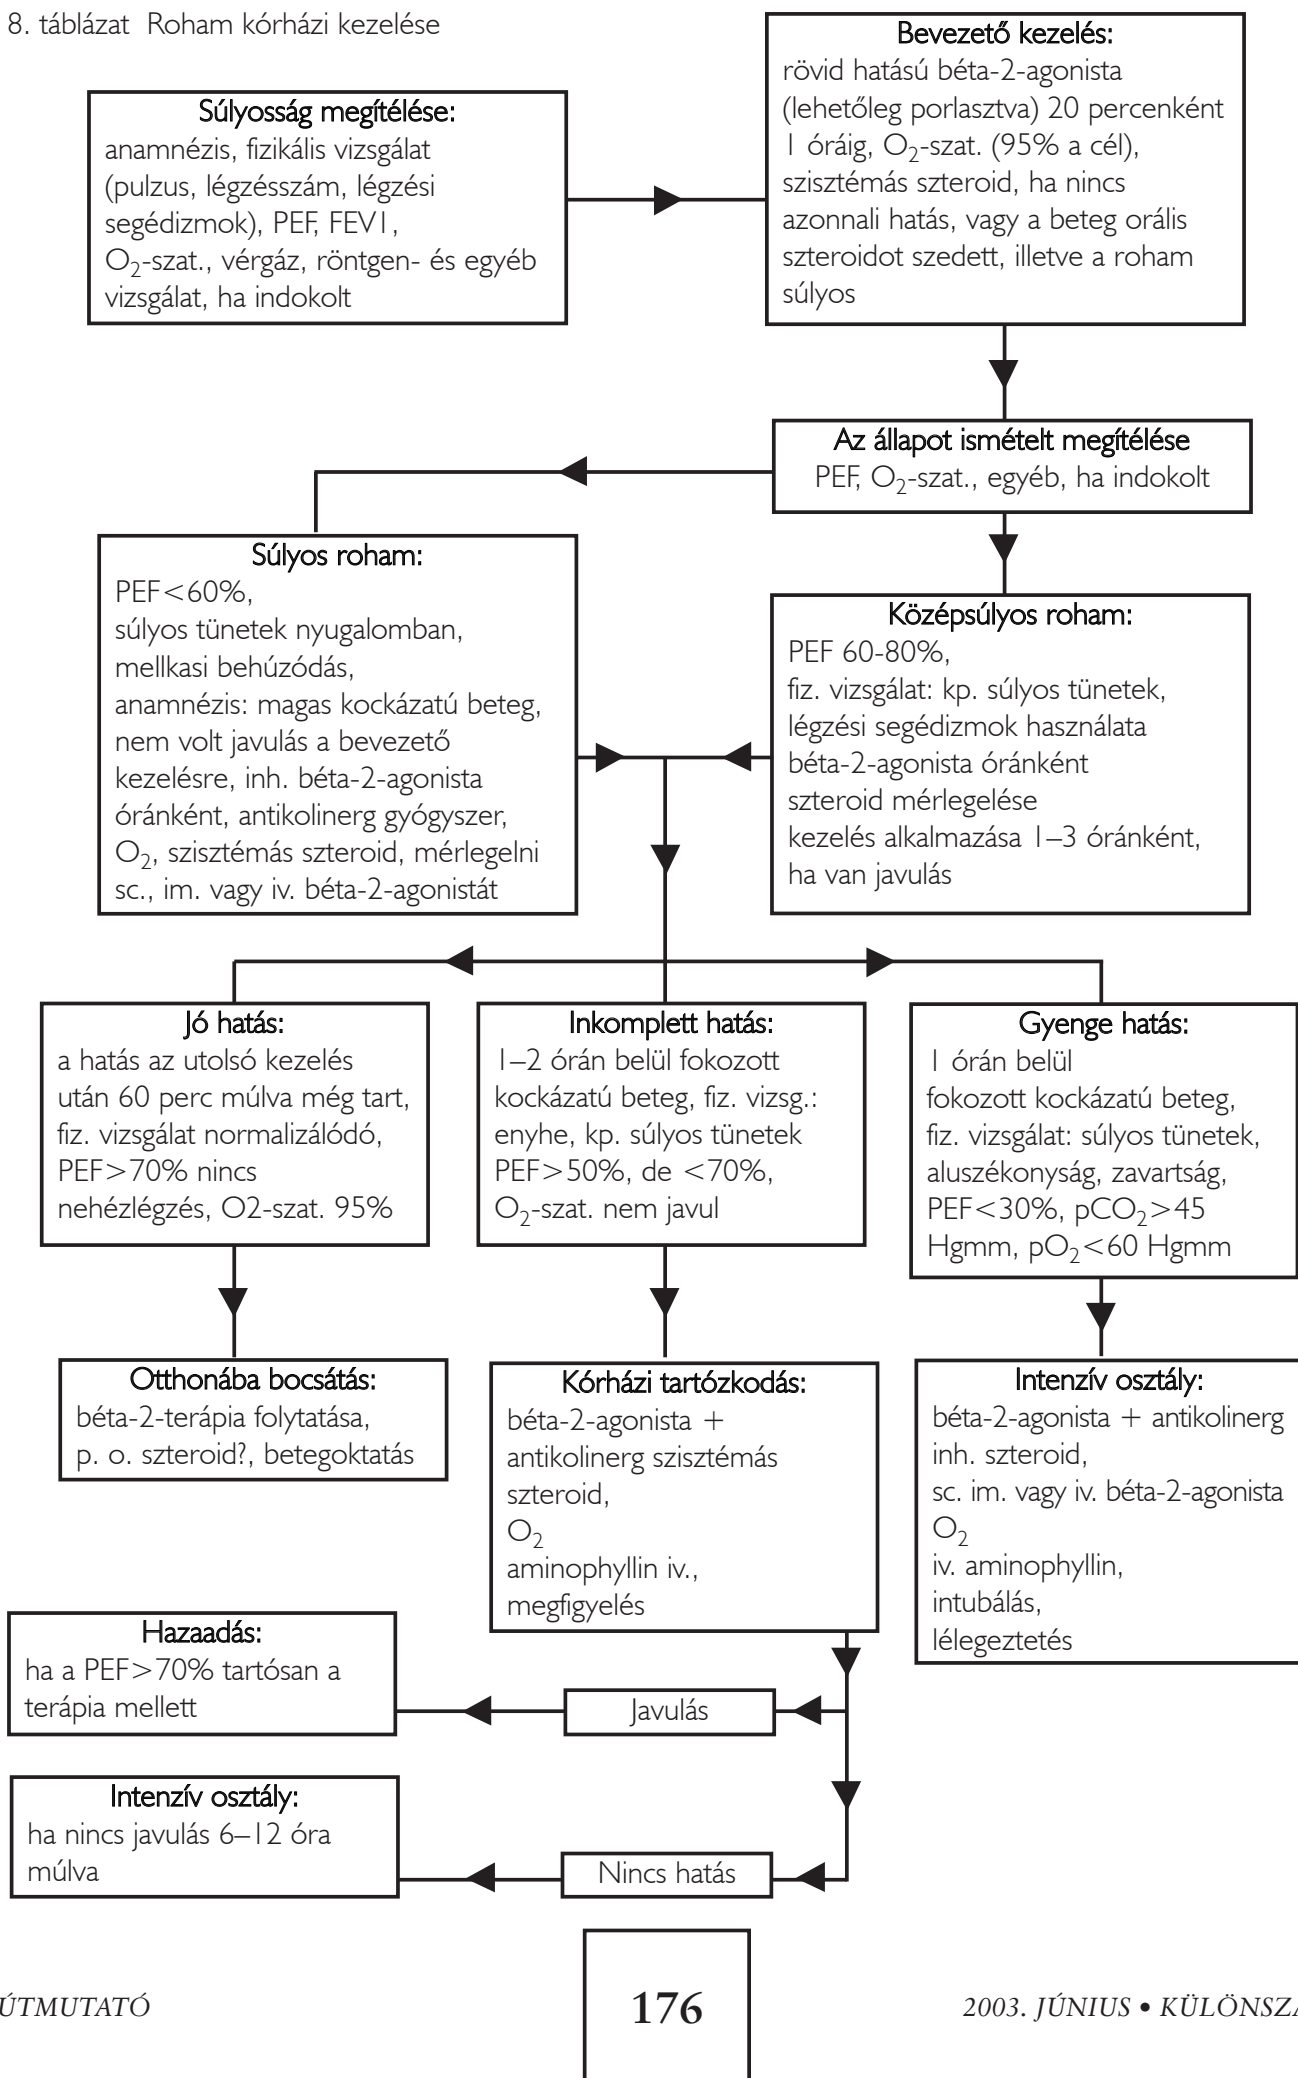 8. táblázat  Roham kórházi kezelése
Súlyosság megítélése:
anamnézis, fizikális vizsgálat
(pulzus, légzésszám, légzési
segédizmok), PEF, FEV1,
O₂-szat., vérgáz, röntgen- és egyéb
vizsgálat, ha indokolt
Bevezető kezelés:
rövid hatású béta-2-agonista
(lehetőleg porlasztva) 20 percenként
1 óráig, O₂-szat. (95% a cél),
szisztémás szteroid, ha nincs
azonnali hatás, vagy a beteg orális
szteroidot szedett, illetve a roham
súlyos
Az állapot ismételt megítélése
PEF, O₂-szat., egyéb, ha indokolt
Súlyos roham:
PEF<60%,
súlyos tünetek nyugalomban,
mellkasi behúzódás,
anamnézis: magas kockázatú beteg,
nem volt javulás a bevezető
kezelésre, inh. béta-2-agonista
óránként, antikolinerg gyógyszer,
O₂, szisztémás szteroid, mérlegelni
sc., im. vagy iv. béta-2-agonistát
Középsúlyos roham:
PEF 60-80%,
fiz. vizsgálat: kp. súlyos tünetek,
légzési segédizmok használata
béta-2-agonista óránként
szteroid mérlegelése
kezelés alkalmazása 1–3 óránként,
ha van javulás
Jó hatás:
a hatás az utolsó kezelés
után 60 perc múlva még tart,
fiz. vizsgálat normalizálódó,
PEF>70% nincs
nehézlégzés, O2-szat. 95%
Inkomplett hatás:
1–2 órán belül fokozott
kockázatú beteg, fiz. vizsg.:
enyhe, kp. súlyos tünetek
PEF>50%, de <70%,
O₂-szat. nem javul
Gyenge hatás:
1 órán belül
fokozott kockázatú beteg,
fiz. vizsgálat: súlyos tünetek,
aluszékonyság, zavartság,
PEF<30%, pCO₂>45
Hgmm, pO₂<60 Hgmm
Otthonába bocsátás:
béta-2-terápia folytatása,
p. o. szteroid?, betegoktatás
Kórházi tartózkodás:
béta-2-agonista +
antikolinerg szisztémás
szteroid,
O₂
aminophyllin iv.,
megfigyelés
Intenzív osztály:
béta-2-agonista + antikolinerg
inh. szteroid,
sc. im. vagy iv. béta-2-agonista
O₂
iv. aminophyllin,
intubálás,
lélegeztetés
Hazaadás:
ha a PEF>70% tartósan a
terápia mellett
Javulás
Intenzív osztály:
ha nincs javulás 6–12 óra
múlva
Nincs hatás
ÚTMUTATÓ
176
2003. JÚNIUS • KÜLÖNSZÁ